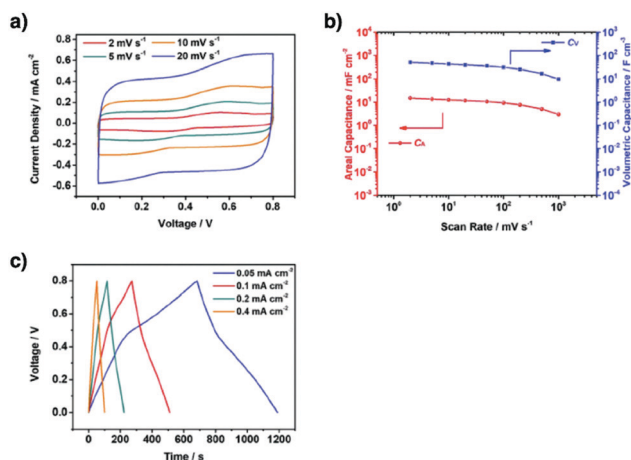 a)
2 mV s⁻¹ 10 mV s⁻¹
5 mV s⁻¹ 20 mV s⁻¹
Current Density / mA cm⁻²
0.6
0.4
0.2
0.0
-0.2
-0.4
-0.6
0.0 0.2 0.4 0.6 0.8
Voltage / V
b)
Areal Capacitance / mF cm⁻²
10⁴
10³
10²
10¹
10⁰
10⁻¹
10⁻²
10⁻³
Cv
CA
10³
10²
10¹
10⁰
10⁻¹
10⁻²
10⁻³
10⁻⁴
Volumetric Capacitance / F cm⁻³
10⁰ 10¹ 10² 10³
Scan Rate / mV s⁻¹
c)
0.05 mA cm⁻²
0.1 mA cm⁻²
0.2 mA cm⁻²
0.4 mA cm⁻²
Voltage / V
0.8
0.6
0.4
0.2
0.0
0 200 400 600 800 1000 1200
Time / s